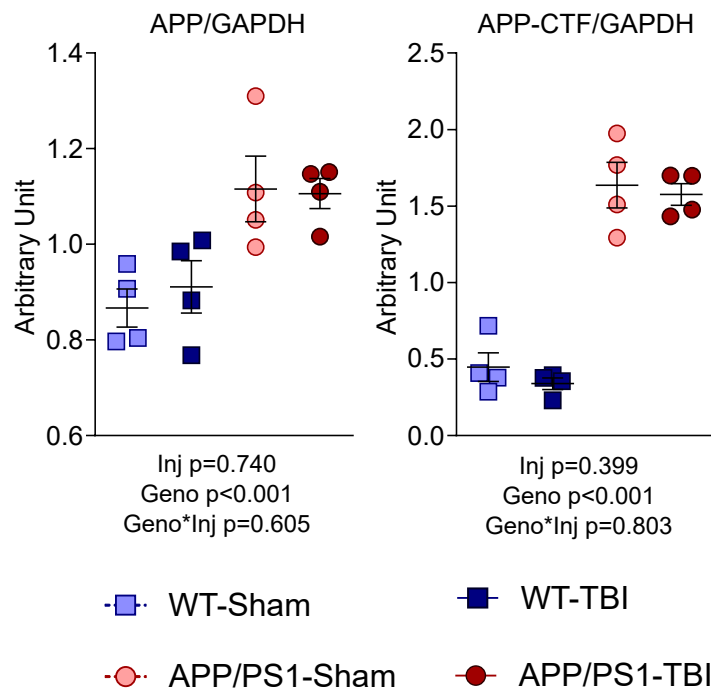 APP/GAPDH
Arbitrary Unit
1.4
1.2
1.0
0.8
0.6
Inj p=0.740
Geno p<0.001
Geno*Inj p=0.605
APP-CTF/GAPDH
Arbitrary Unit
2.5
2.0
1.5
1.0
0.5
0.0
Inj p=0.399
Geno p<0.001
Geno*Inj p=0.803
WT-Sham
WT-TBI
APP/PS1-Sham
APP/PS1-TBI